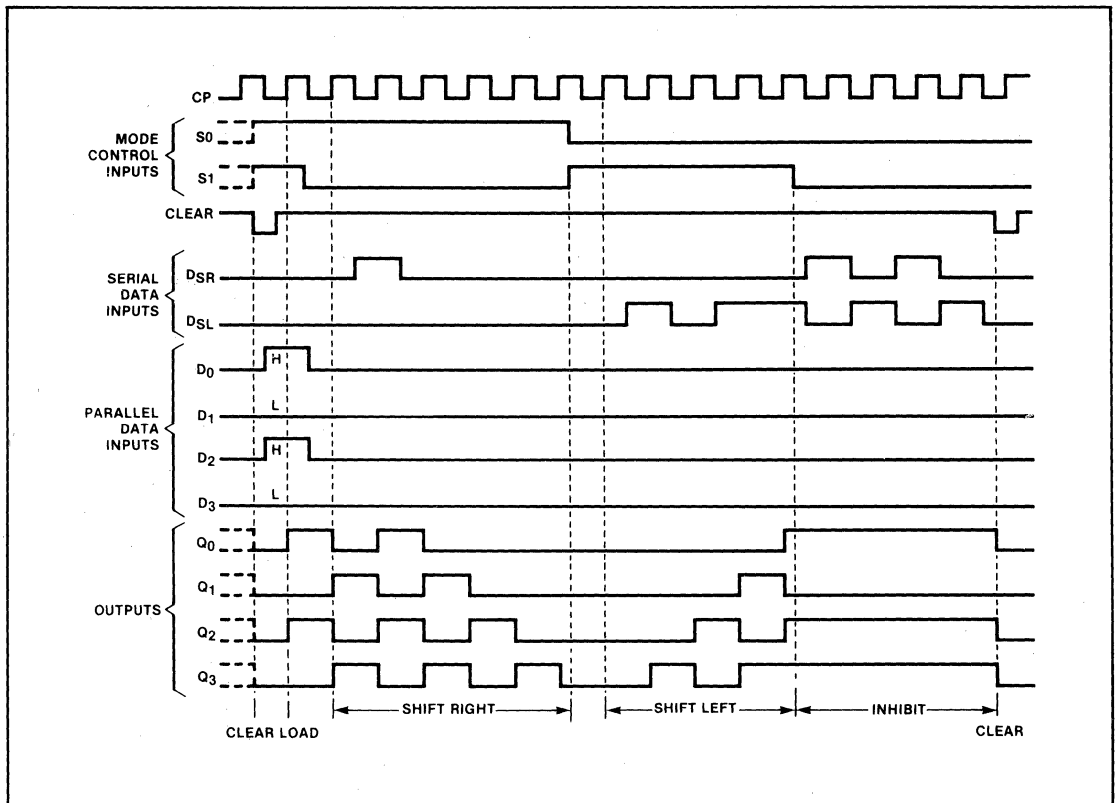 CP
MODE
CONTROL
INPUTS
S0
S1
CLEAR
SERIAL
DATA
INPUTS
DSR
DSL
PARALLEL
DATA
INPUTS
D0
H
D1
L
D2
H
D3
L
OUTPUTS
Q0
Q1
Q2
Q3
SHIFT RIGHT
SHIFT LEFT
INHIBIT
CLEAR LOAD
CLEAR